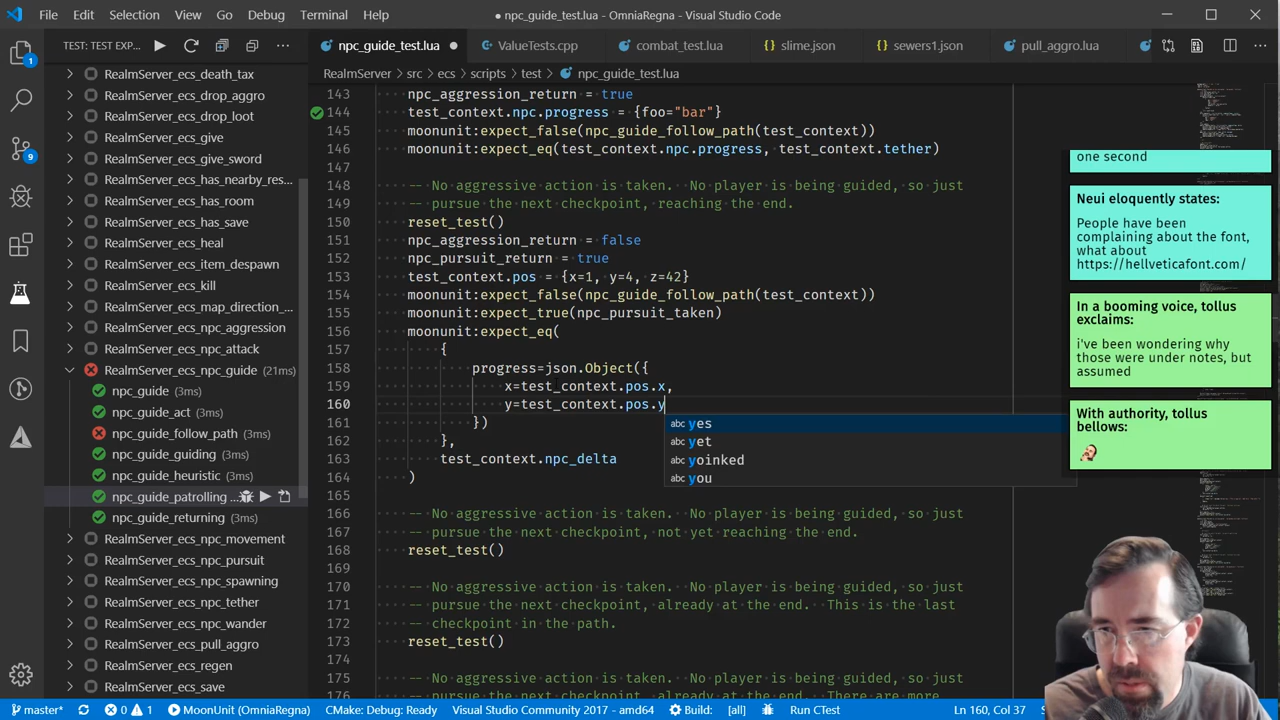 File Edit Selection View Go Debug Terminal Help
● npc_guide_test.lua - OmniaRegna - Visual Studio Code
TEST: TEST EXP...
npc_guide_test.lua ValueTests.cpp combat_test.lua slime.json sewers1.json pull_aggro.lua
RealmServer > src > ecs > scripts > test > npc_guide_test.lua
1
9
RealmServer_ecs_death_tax
RealmServer_ecs_drop_aggro
RealmServer_ecs_drop_loot
RealmServer_ecs_give
RealmServer_ecs_give_sword
RealmServer_ecs_has_nearby_res...
RealmServer_ecs_has_room
RealmServer_ecs_has_save
RealmServer_ecs_heal
RealmServer_ecs_item_despawn
RealmServer_ecs_kill
RealmServer_ecs_map_direction_...
RealmServer_ecs_npc_aggression
RealmServer_ecs_npc_attack
RealmServer_ecs_npc_guide (21ms)
npc_guide (3ms)
npc_guide_act (3ms)
npc_guide_follow_path (3ms)
npc_guide_guiding (3ms)
npc_guide_heuristic (3ms)
npc_guide_patrolling ...
npc_guide_returning (3ms)
RealmServer_ecs_npc_movement
RealmServer_ecs_npc_pursuit
RealmServer_ecs_npc_spawning
RealmServer_ecs_npc_tether
RealmServer_ecs_npc_wander
RealmServer_ecs_pull_aggro
RealmServer_ecs_regen
RealmServer_ecs_save
143 npc_aggression_return = true
144 test_context.npc.progress = {foo="bar"}
145 moonunit:expect_false(npc_guide_follow_path(test_context))
146 moonunit:expect_eq(test_context.npc.progress, test_context.tether)
147
148 -- No aggressive action is taken. No player is being guided, so just
149 -- pursue the next checkpoint, reaching the end.
150 reset_test()
151 npc_aggression_return = false
152 npc_pursuit_return = true
153 test_context.pos = {x=1, y=4, z=42}
154 moonunit:expect_false(npc_guide_follow_path(test_context))
155 moonunit:expect_true(npc_pursuit_taken)
156 moonunit:expect_eq(
157 {
158 progress=json.Object({
159 x=test_context.pos.x,
160 y=test_context.pos.y
161 })
162 },
163 test_context.npc_delta
164 )
165
166 -- No aggressive action is taken. No player is being guided, so just
167 -- pursue the next checkpoint, not yet reaching the end.
168 reset_test()
169
170 -- No aggressive action is taken. No player is being guided, so just
171 -- pursue the next checkpoint, already at the end. This is the last
172 -- checkpoint in the path.
173 reset_test()
174
175 -- No aggressive action is taken. No player is being guided, so just
176 -- pursue the next checkpoint, already at the end. There are more
abc yes
abc yet
abc yoinked
abc you
one second
Neui eloquently states:
People have been
complaining about the font,
what about
https://hellveticafont.com/
In a booming voice, tollus
exclaims:
i've been wondering why
those were under notes, but
assumed
With authority, tollus
bellows:
master* 0 1 MoonUnit (OmniaRegna) CMake: Debug: Ready Visual Studio Community 2017 - amd64 Build: [all] Run CTest Ln 160, Col 37